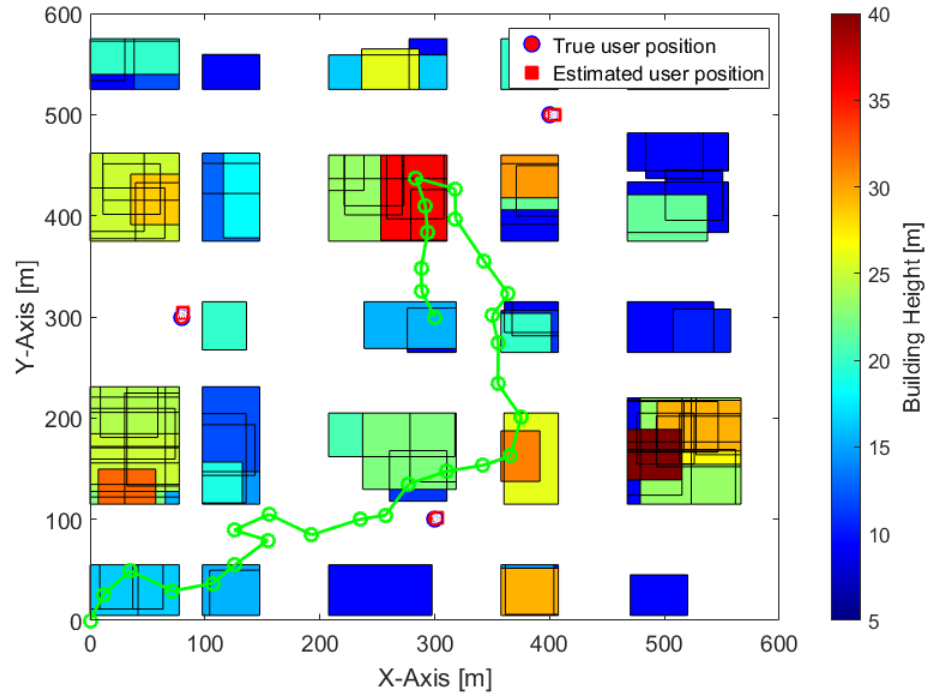 600
500
400
300
200
100
0
Y-Axis [m]
0 100 200 300 400 500 600
X-Axis [m]
True user position
Estimated user position
40
35
30
25
20
15
10
5
Building Height [m]